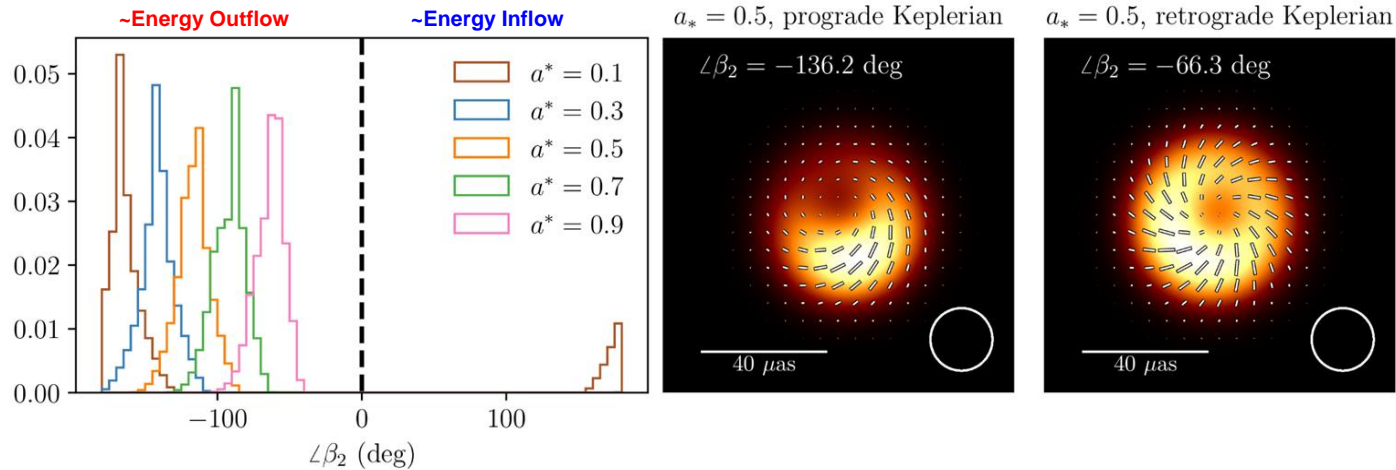 ~Energy Outflow
~Energy Inflow
a* = 0.1
a* = 0.3
a* = 0.5
a* = 0.7
a* = 0.9
0.05
0.04
0.03
0.02
0.01
0.00
−100
0
100
∠β₂ (deg)
a_* = 0.5, prograde Keplerian
∠β₂ = −136.2 deg
40 μas
a_* = 0.5, retrograde Keplerian
∠β₂ = −66.3 deg
40 μas